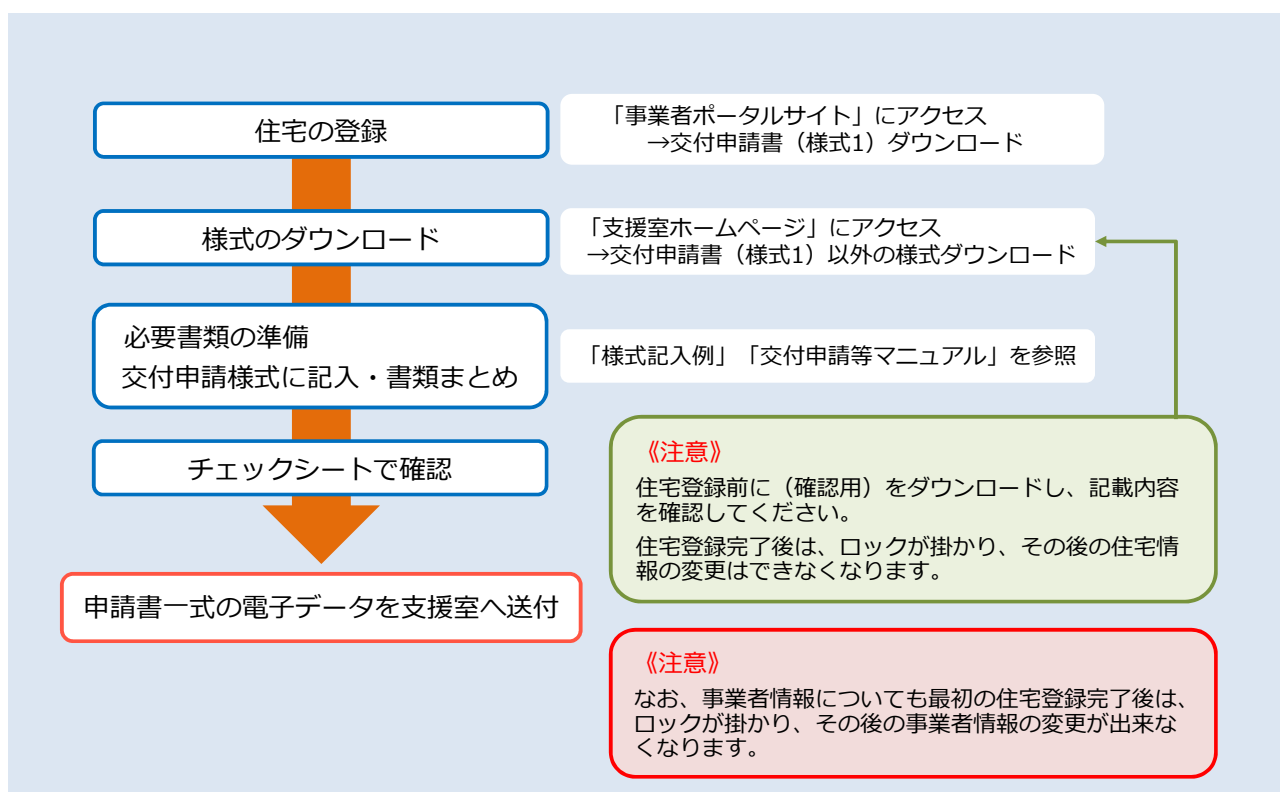 住宅の登録
「事業者ポータルサイト」にアクセス
→交付申請書（様式1）ダウンロード
様式のダウンロード
「支援室ホームページ」にアクセス
→交付申請書（様式1）以外の様式ダウンロード
必要書類の準備
交付申請様式に記入・書類まとめ
「様式記入例」「交付申請等マニュアル」を参照
チェックシートで確認
申請書一式の電子データを支援室へ送付
《注意》
住宅登録前に（確認用）をダウンロードし、記載内容
を確認してください。
住宅登録完了後は、ロックが掛かり、その後の住宅情
報の変更はできなくなります。
《注意》
なお、事業者情報についても最初の住宅登録完了後は、
ロックが掛かり、その後の事業者情報の変更が出来な
くなります。